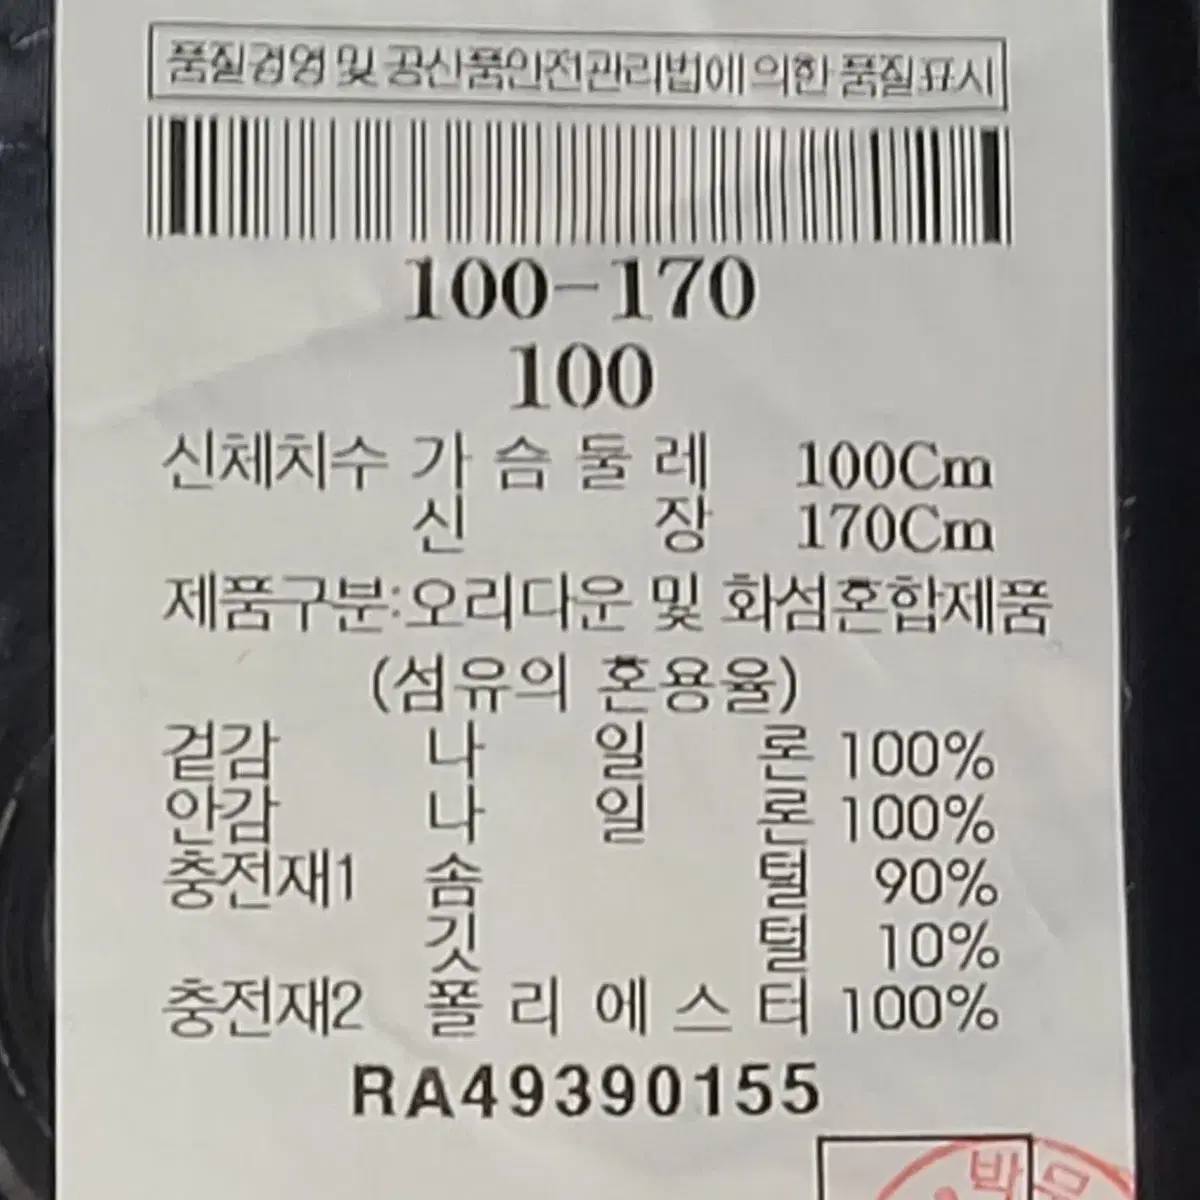 품질경영 및 공산품안전관리법에 의한 품질표시
100-170
100
신체치수 가 슴 둘 레 100Cm
신 장 170Cm
제품구분:오리다운 및 화섬혼합제품
(섬유의 혼용율)
겉감 나 일 론 100%
안감 나 일 론 100%
충전재1 솜 털 90%
깃 털 10%
충전재2 폴 리 에 스 터 100%
RA49390155